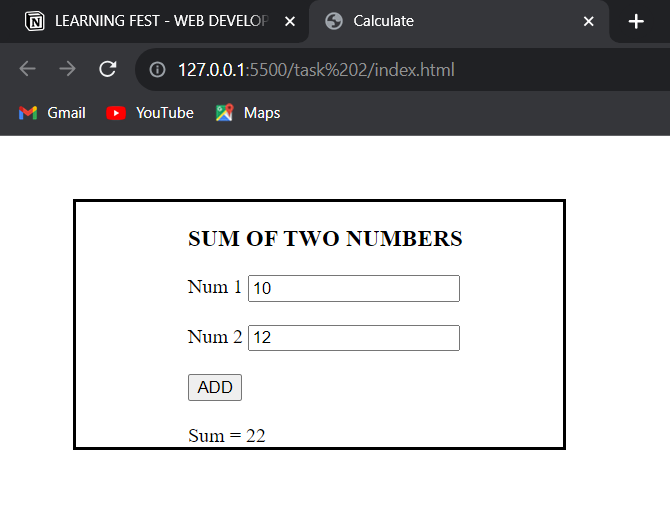 LEARNING FEST - WEB DEVELOP
Calculate
127.0.0.1:5500/task%202/index.html
Gmail YouTube Maps
SUM OF TWO NUMBERS
Num 1 10
Num 2 12
ADD
Sum = 22